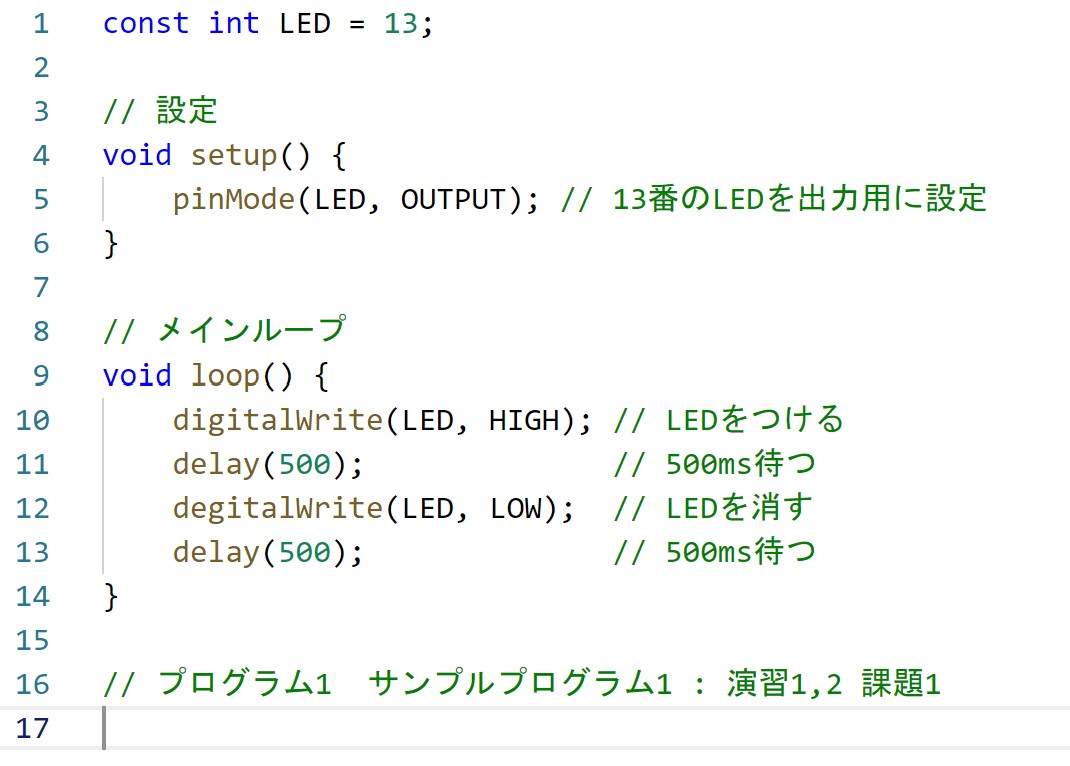 1 const int LED = 13;
2
3 // 設定
4 void setup() {
5 pinMode(LED, OUTPUT); // 13番のLEDを出力用に設定
6 }
7
8 // メインループ
9 void loop() {
10 digitalWrite(LED, HIGH); // LEDをつける
11 delay(500); // 500ms待つ
12 degitalWrite(LED, LOW); // LEDを消す
13 delay(500); // 500ms待つ
14 }
15
16 // プログラム1 サンプルプログラム1 : 演習1,2 課題1
17